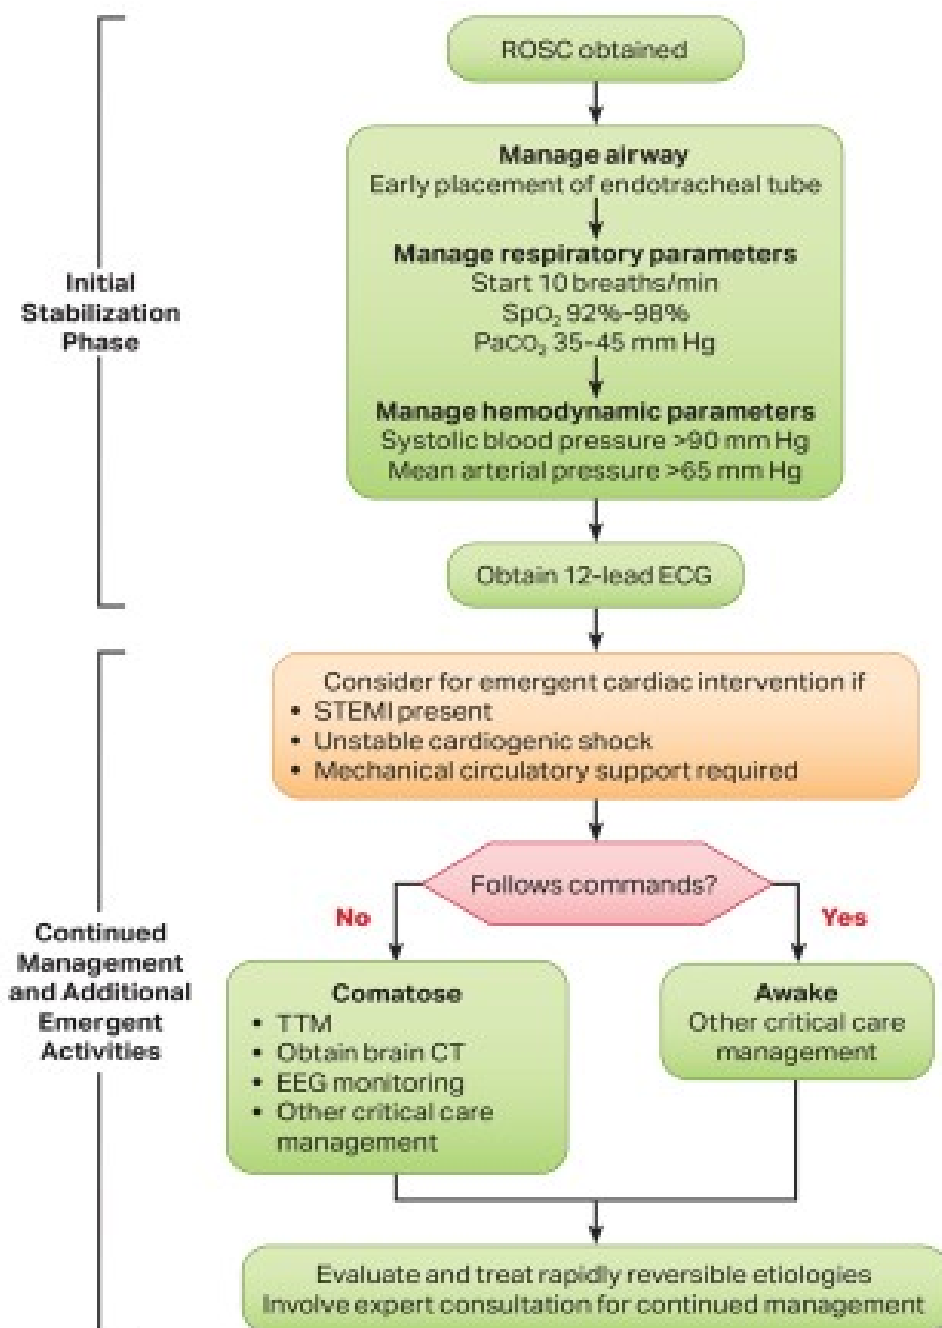 ROSC obtained
Manage airway
Early placement of endotracheal tube
Initial
Stabilization
Phase
Manage respiratory parameters
Start 10 breaths/min
SpO₂ 92%-98%
PaCO₂ 35-45 mm Hg
Manage hemodynamic parameters
Systolic blood pressure >90 mm Hg
Mean arterial pressure >65 mm Hg
Obtain 12-lead ECG
Consider for emergent cardiac intervention if
• STEMI present
• Unstable cardiogenic shock
• Mechanical circulatory support required
Follows commands?
No
Yes
Continued
Management
and Additional
Emergent
Activities
Comatose
• TTM
• Obtain brain CT
• EEG monitoring
• Other critical care
management
Awake
Other critical care
management
Evaluate and treat rapidly reversible etiologies
Involve expert consultation for continued management